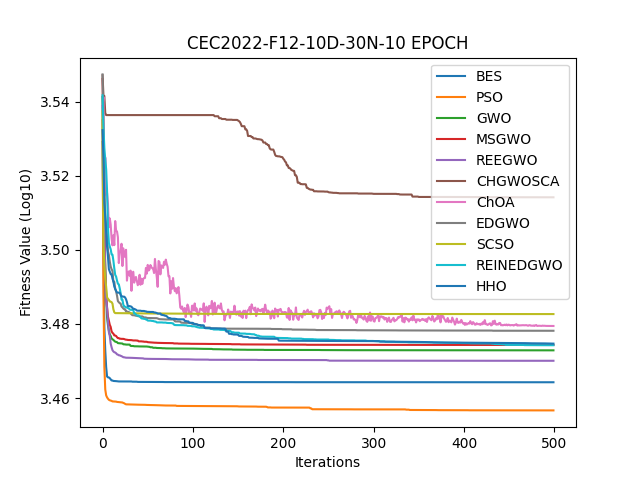 CEC2022-F12-10D-30N-10 EPOCH
Fitness Value (Log10)
3.54
3.52
3.50
3.48
3.46
BES
PSO
GWO
MSGWO
REEGWO
CHGWOSCA
ChOA
EDGWO
SCSO
REINEDGWO
HHO
0
100
200
300
400
500
Iterations